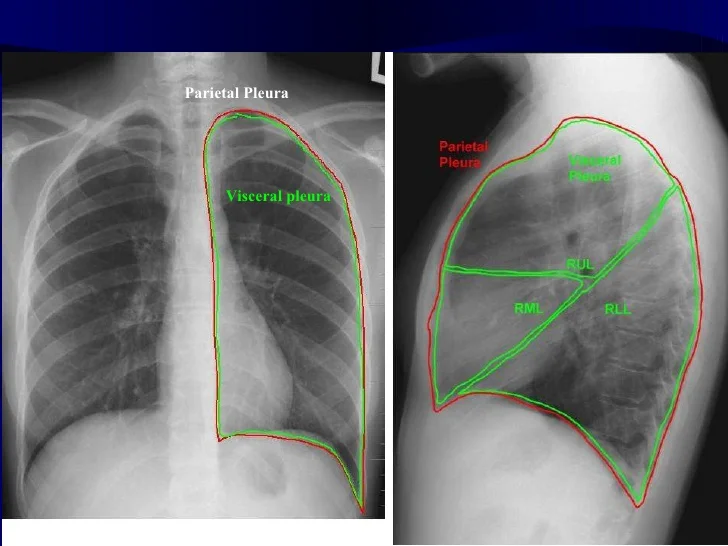 Parietal Pleura
Visceral pleura
Parietal
Pleura
Visceral
Pleura
RUL
RML
RLL